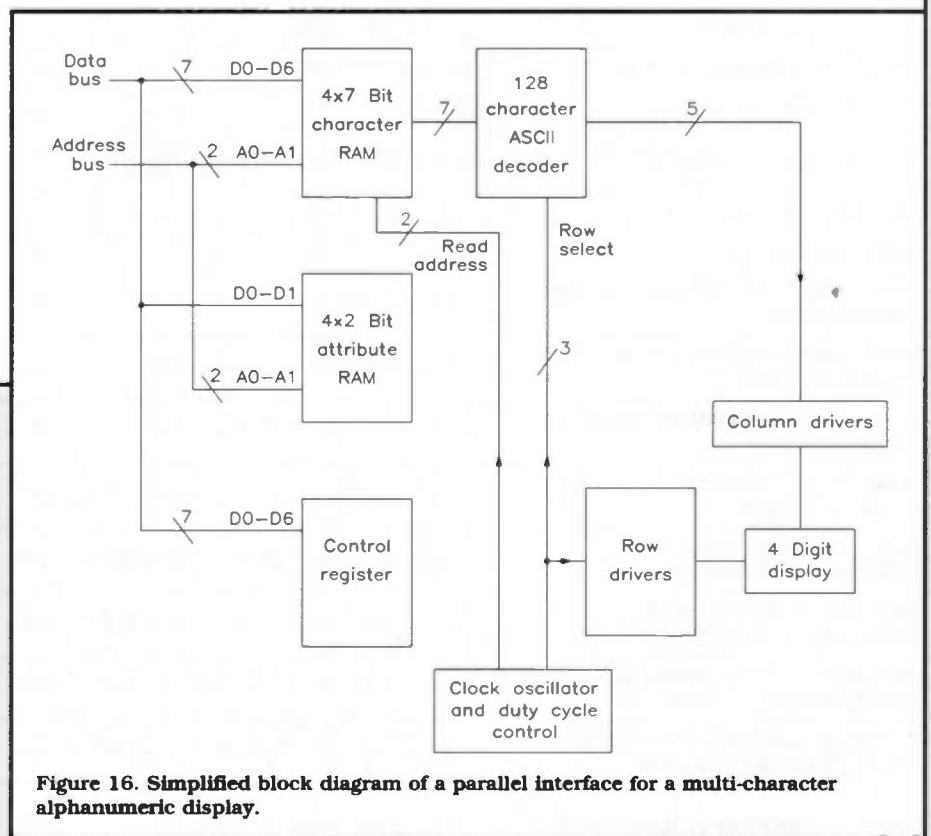 Data
bus
7
D0-D6
4x7 Bit
character
RAM
7
128
character
ASCII
decoder
5
Address
bus
2
A0-A1
2
Read
address
Row
select
D0-D1
4x2 Bit
attribute
RAM
2
A0-A1
3
Column drivers
7
D0-D6
Control
register
Row
drivers
4 Digit
display
Clock oscillator
and duty cycle
control
Figure 16. Simplified block diagram of a parallel interface for a multi-character
alphanumeric display.